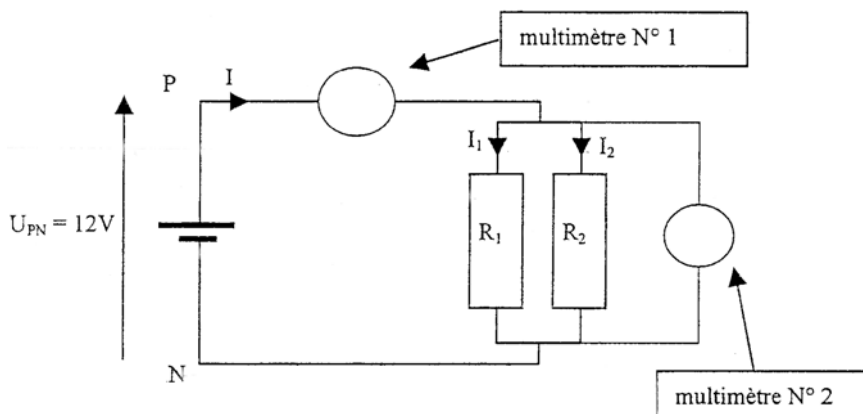 multimètre N° 1
P
I
I₁
I₂
U_PN = 12V
R₁
R₂
N
multimètre N° 2